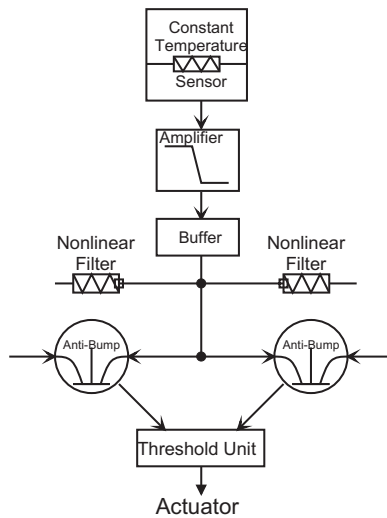 Constant
Temperature
Sensor
Amplifier
Buffer
Nonlinear
Filter
Nonlinear
Filter
Anti-Bump
Anti-Bump
Threshold Unit
Actuator